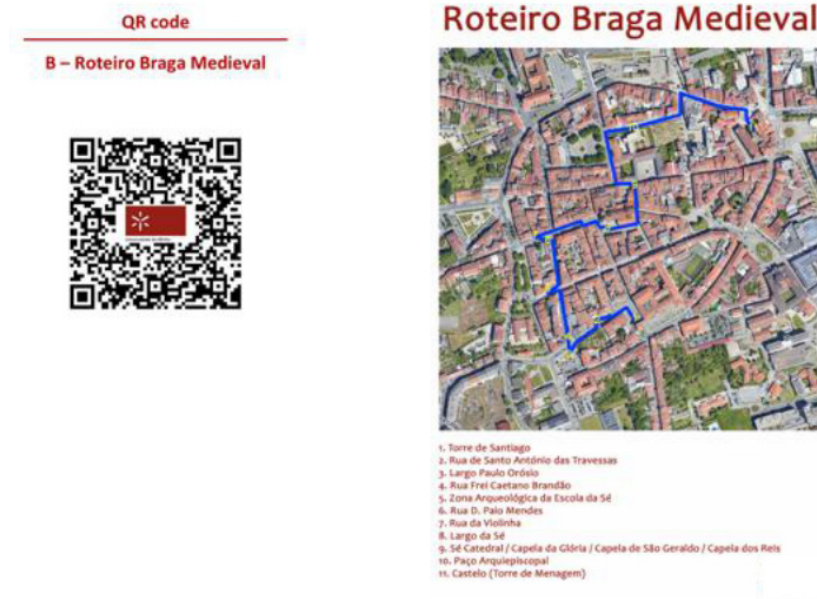 QR code
B – Roteiro Braga Medieval
Roteiro Braga Medieval
1. Torre de Santiago
2. Rua de Santo António das Travessas
3. Largo Paulo Orósio
4. Rua Frei Caetano Brandão
5. Zona Arqueológica da Escola da Sé
6. Rua D. Paio Mendes
7. Rua da Violinha
8. Largo da Sé
9. Sé Catedral / Capela da Glória / Capela de São Geraldo / Capela dos Reis
10. Paço Arquiepiscopal
11. Castelo (Torre de Menagem)